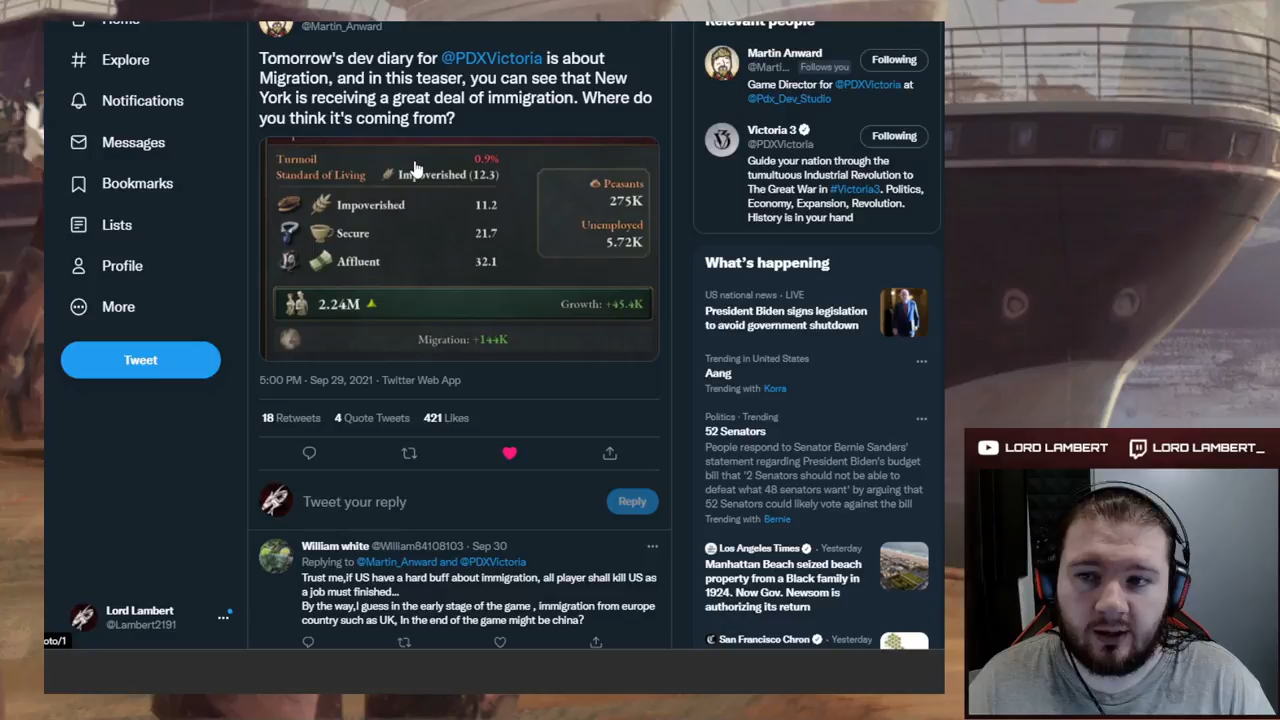 Home
Explore
Notifications
Messages
Bookmarks
Lists
Profile
More
Tweet
Lord Lambert
@Lambert2191
oto/1
@Martin_Anward
Tomorrow's dev diary for @PDXVictoria is about
Migration, and in this teaser, you can see that New
York is receiving a great deal of immigration. Where do
you think it's coming from?
Turmoil 0.9%
Standard of Living Impoverished (12.3)
Impoverished 11.2
Secure 21.7
Affluent 32.1
Peasants
275K
Unemployed
5.72K
2.24M Growth: +45.4K
Migration: +144K
5:00 PM · Sep 29, 2021 · Twitter Web App
18 Retweets 4 Quote Tweets 421 Likes
Tweet your reply
Reply
William white @William84108103 · Sep 30
Replying to @Martin_Anward and @PDXVictoria
Trust me,if US have a hard buff about immigration, all player shall kill US as
a job must finished...
By the way,I guess in the early stage of the game , immigration from europe
country such as UK, In the end of the game might be china?
Relevant people
Martin Anward
@Marti... Follows you
Following
Game Director for @PDXVictoria at
@Pdx_Dev_Studio
Victoria 3
@PDXVictoria
Following
Guide your nation through the
tumultuous Industrial Revolution to
The Great War in #Victoria3. Politics,
Economy, Expansion, Revolution.
History is in your hand
What's happening
US national news · LIVE
President Biden signs legislation
to avoid government shutdown
Trending in United States
Aang
Trending with Korra
Politics · Trending
52 Senators
People respond to Senator Bernie Sanders'
statement regarding President Biden's budget
bill that '2 Senators should not be able to
defeat what 48 senators want' by arguing that
52 Senators could likely vote against the bill
Trending with Bernie
Los Angeles Times · Yesterday
Manhattan Beach seized beach
property from a Black family in
1924. Now Gov. Newsom is
authorizing its return
San Francisco Chron · Yesterday
LORD LAMBERT LORD LAMBERT_